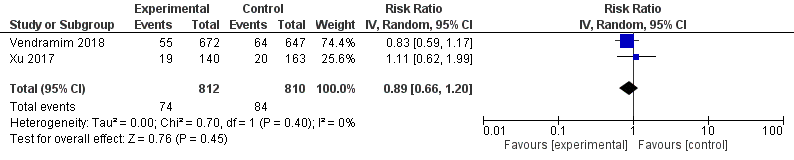 Experimental Control Risk Ratio Risk Ratio
Study or Subgroup Events Total Events Total Weight IV, Random, 95% CI IV, Random, 95% CI
Vendramim 2018 55 672 64 647 74.4% 0.83 [0.59, 1.17]
Xu 2017 19 140 20 163 25.6% 1.11 [0.62, 1.99]
Total (95% CI) 812 810 100.0% 0.89 [0.66, 1.20]
Total events 74 84
Heterogeneity: Tau² = 0.00; Chi² = 0.70, df = 1 (P = 0.40); I² = 0%
Test for overall effect: Z = 0.76 (P = 0.45)
0.01 0.1 1 10 100
Favours [experimental] Favours [control]